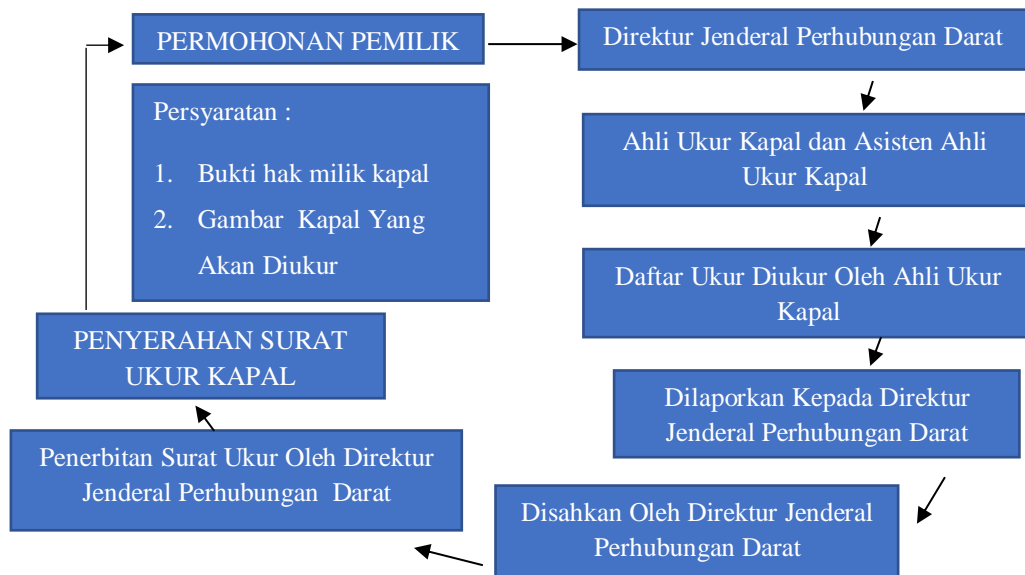 PERMOHONAN PEMILIK
Direktur Jenderal Perhubungan Darat
Persyaratan :
1. Bukti hak milik kapal
2. Gambar Kapal Yang
Akan Diukur
Ahli Ukur Kapal dan Asisten Ahli
Ukur Kapal
Daftar Ukur Diukur Oleh Ahli Ukur
Kapal
Dilaporkan Kepada Direktur
Jenderal Perhubungan Darat
Disahkan Oleh Direktur Jenderal
Perhubungan Darat
Penerbitan Surat Ukur Oleh Direktur
Jenderal Perhubungan Darat
PENYERAHAN SURAT
UKUR KAPAL